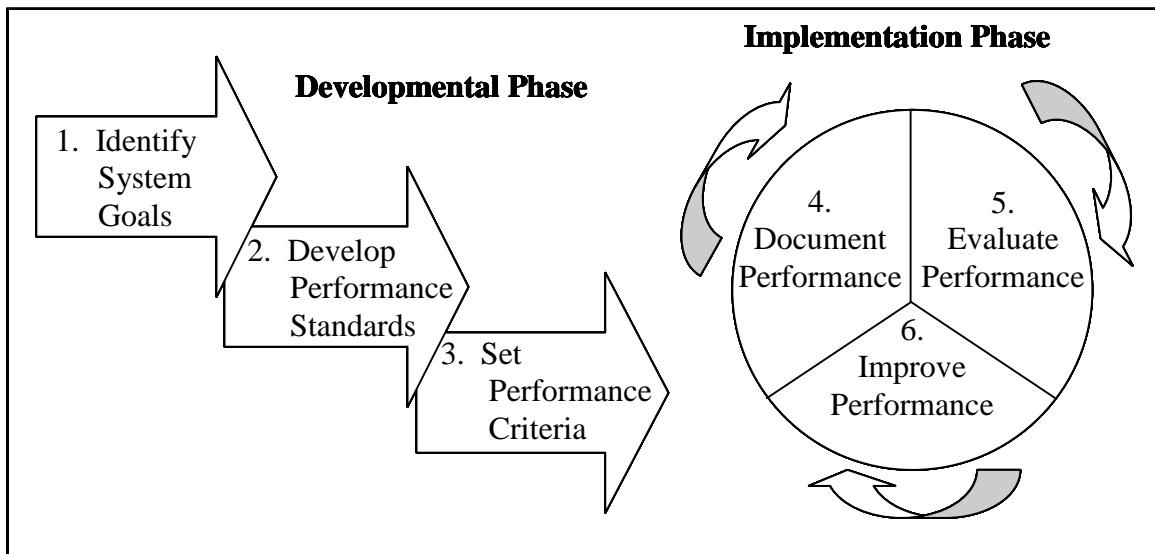 Implementation Phase
Developmental Phase
1. Identify
System
Goals
2. Develop
Performance
Standards
3. Set
Performance
Criteria
4.
Document
Performance
5.
Evaluate
Performance
6.
Improve
Performance